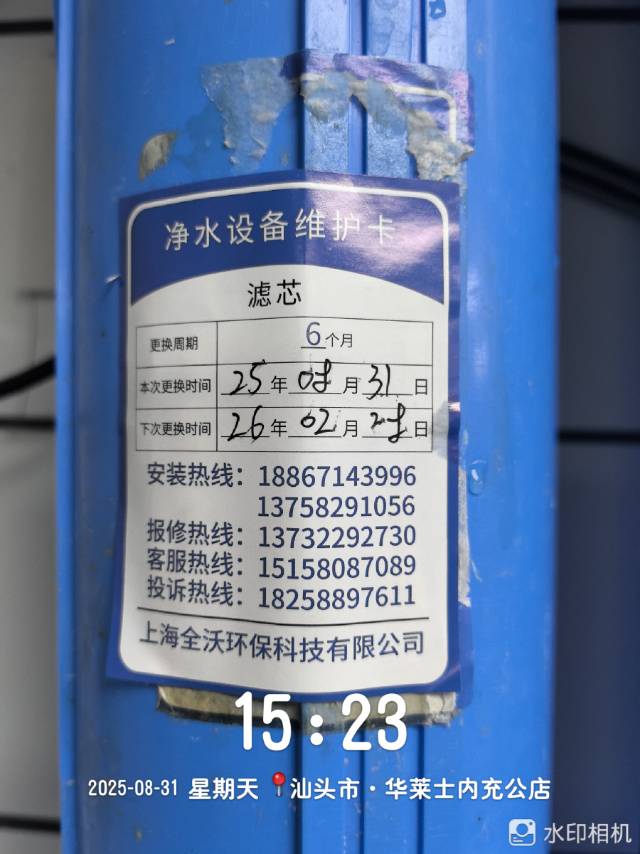 净水设备维护卡
滤芯
更换周期 6个月
本次更换时间 25年08月31日
下次更换时间 26年02月28日
安装热线：18867143996
13758291056
报修热线：13732292730
客服热线：15158087089
投诉热线：18258897611
上海全沃环保科技有限公司
15:23
2025-08-31 星期天 📍汕头市·华莱士内充公店
水印相机